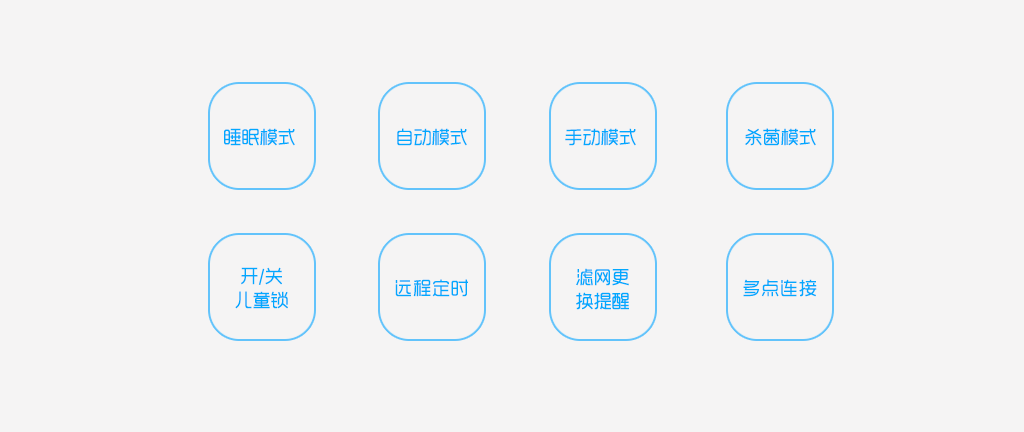 睡眠模式
自动模式
手动模式
杀菌模式
开/关
儿童锁
远程定时
滤网更
换提醒
多点连接